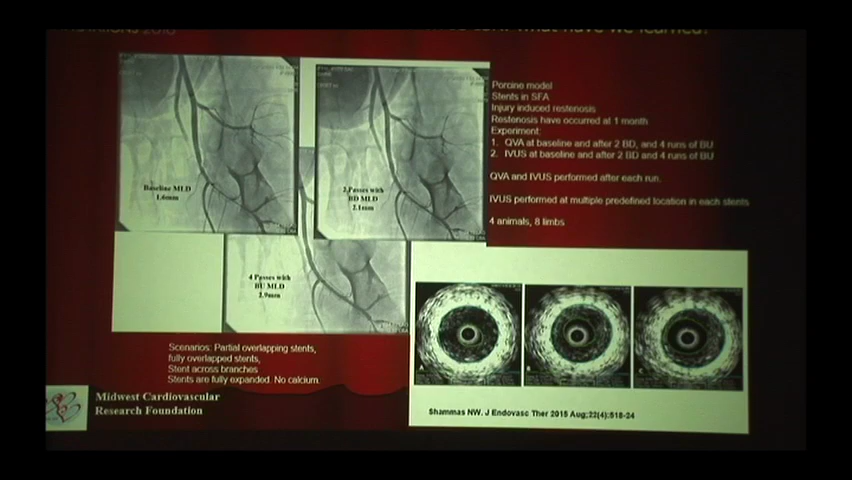 what have we learned?
Porcine model
Stents in SFA
Injury induced restenosis
Restenosis have occurred at 1 month
Experiment:
1. QVA at baseline and after 2 BD, and 4 runs of BU
2. IVUS at baseline and after 2 BD and 4 runs of BU
QVA and IVUS performed after each run.
IVUS performed at multiple predefined location in each stents
4 animals, 8 limbs
Baseline MLD
1.6mm
2 Passes with
BD MLD
2.1mm
4 Passes with
BU MLD
2.9mm
Scenarios: Partial overlapping stents,
fully overlapped stents,
Stent across branches
Stents are fully expanded. No calcium.
Midwest Cardiovascular
Research Foundation
A
B
C
Shammas NW. J Endovasc Ther 2015 Aug;22(4):518-24